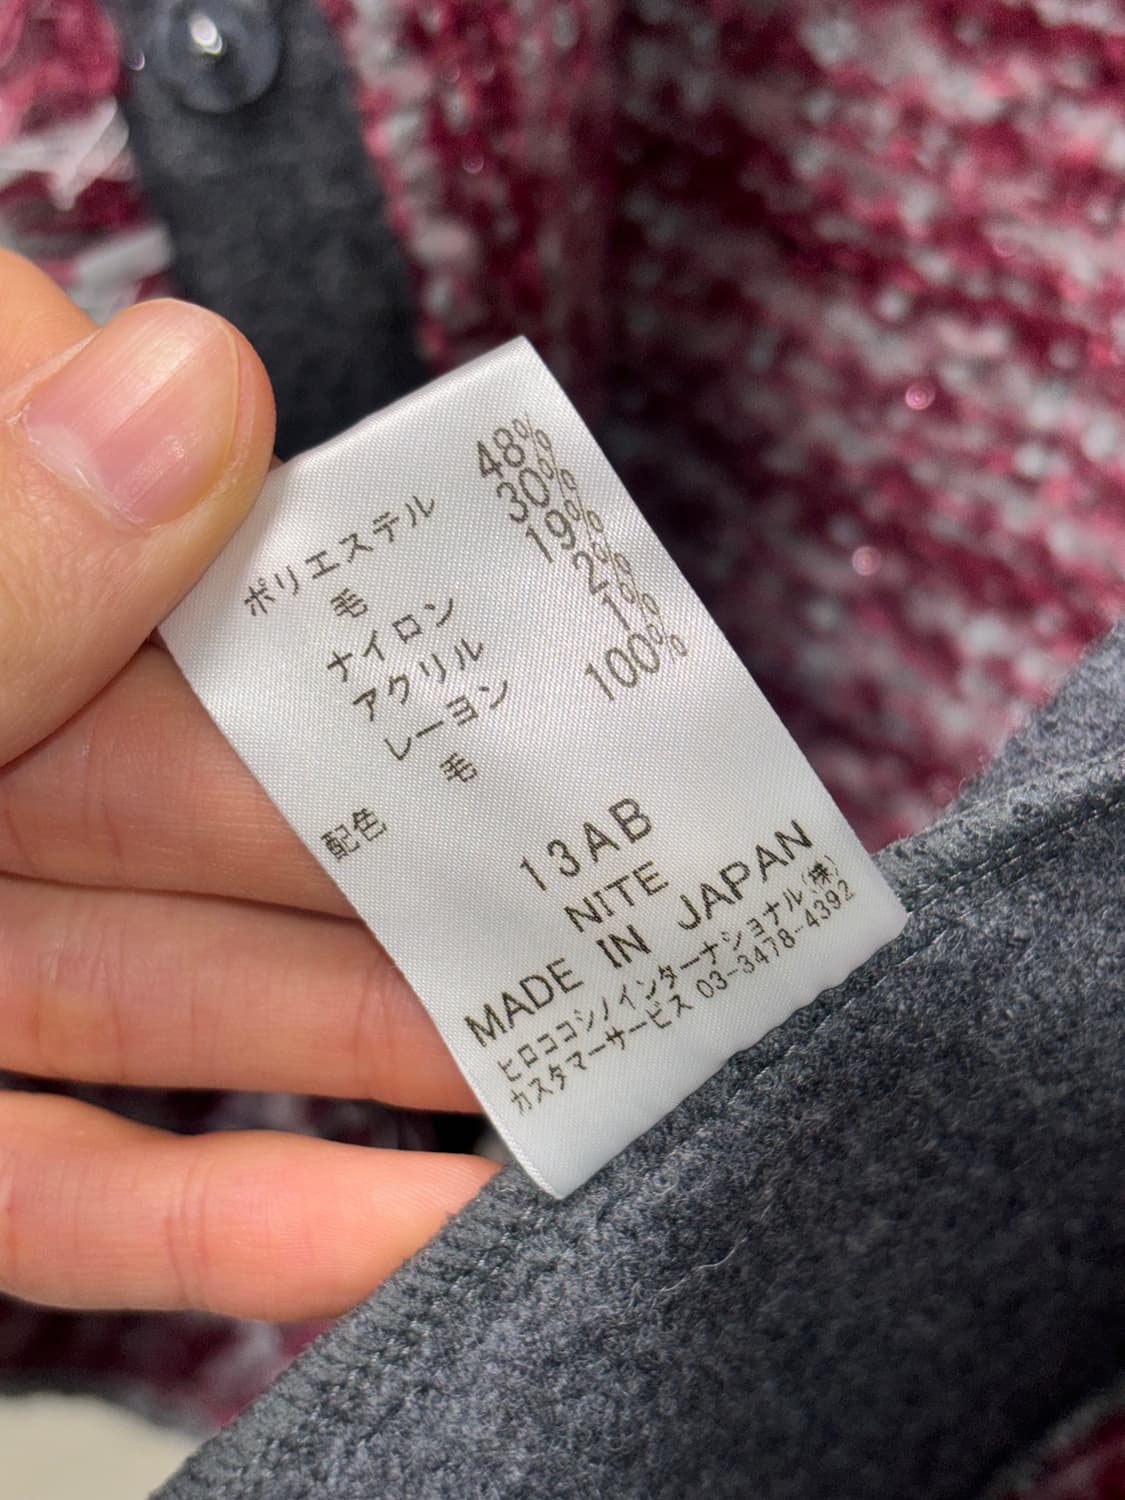 ポリエステル 48%
毛 30%
ナイロン 19%
アクリル 2%
レーヨン 1%
配色 毛 100%
13AB
NITE
MADE IN JAPAN
ヒロココシノインターナショナル(株)
カスタマーサービス 03-3478-4392